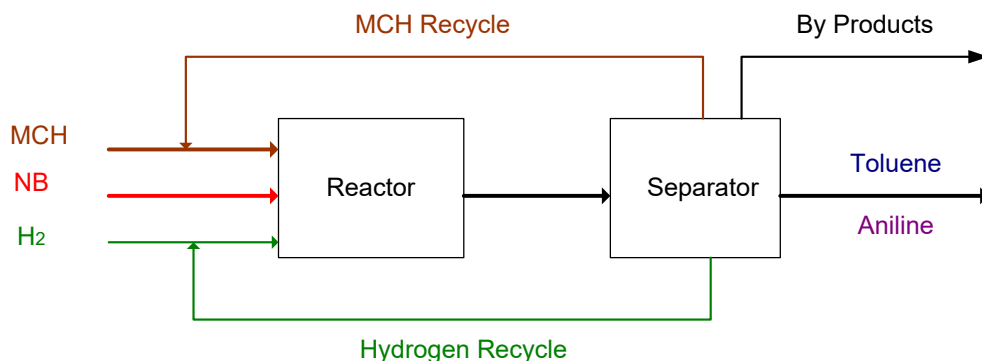 MCH Recycle
By Products
MCH
NB
H2
Reactor
Separator
Toluene
Aniline
Hydrogen Recycle